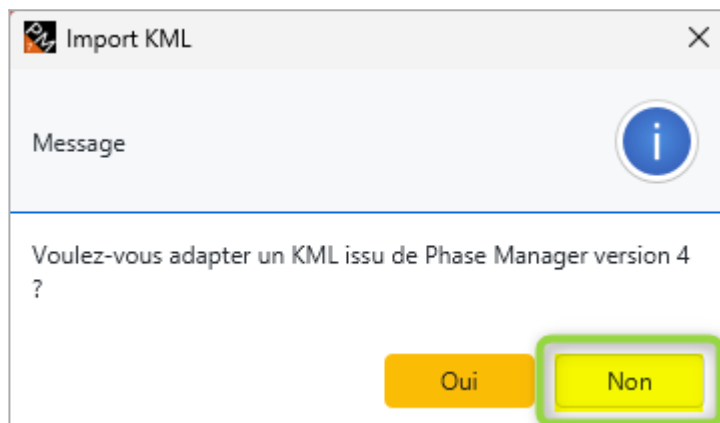 Import KML
Message
Voulez-vous adapter un KML issu de Phase Manager version 4
?
Oui
Non